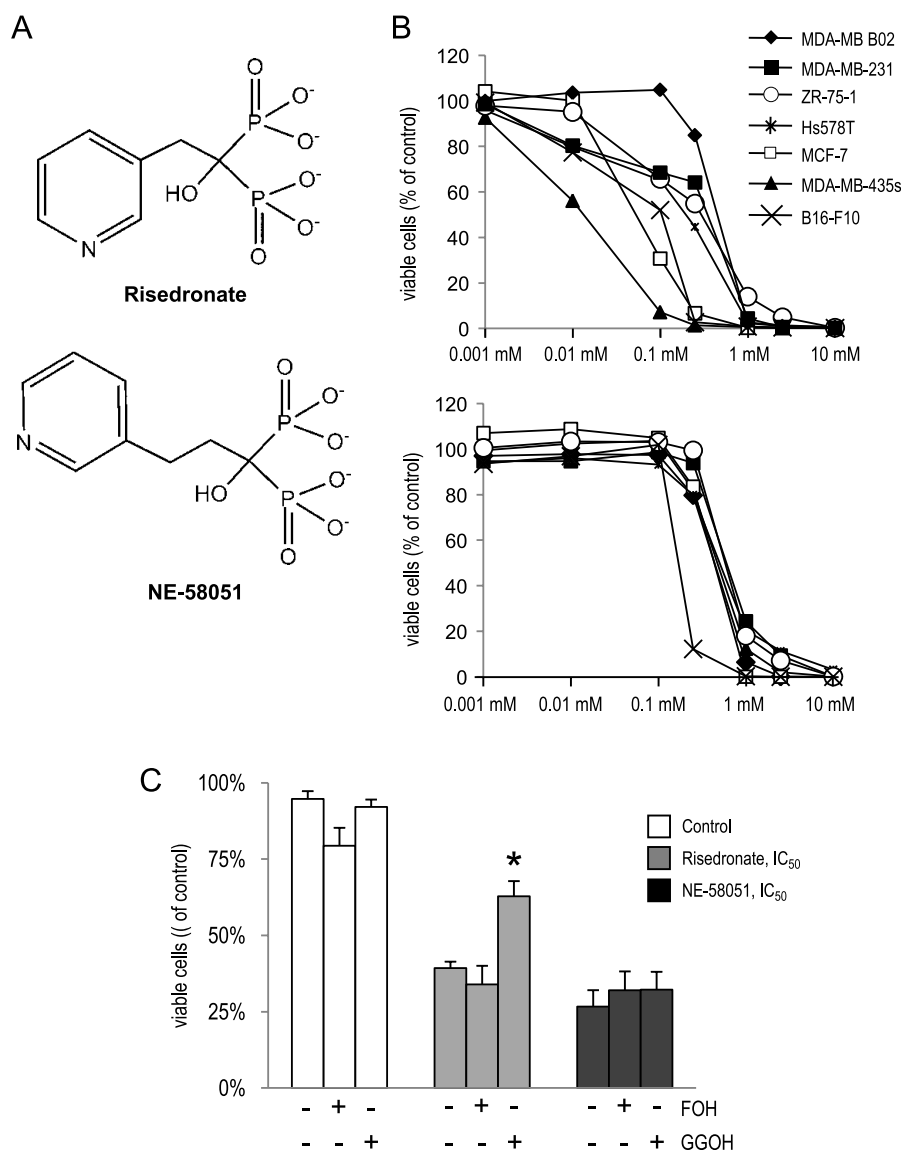 A
O
P
O-
O-
HO
P
O-
O-
O
N
Risedronate
O
P
O-
O-
N
HO
P
O-
O-
O
NE-58051
B
MDA-MB B02
MDA-MB-231
ZR-75-1
Hs578T
MCF-7
MDA-MB-435s
B16-F10
viable cells (% of control)
120
100
80
60
40
20
0
0.001 mM 0.01 mM 0.1 mM 1 mM 10 mM
viable cells (% of control)
120
100
80
60
40
20
0
0.001 mM 0.01 mM 0.1 mM 1 mM 10 mM
C
viable cells (( of control)
100%
75%
50%
25%
0%
*
Control
Risedronate, IC50
NE-58051, IC50
- + - - + - - + - FOH
- - + - - + - - + GGOH